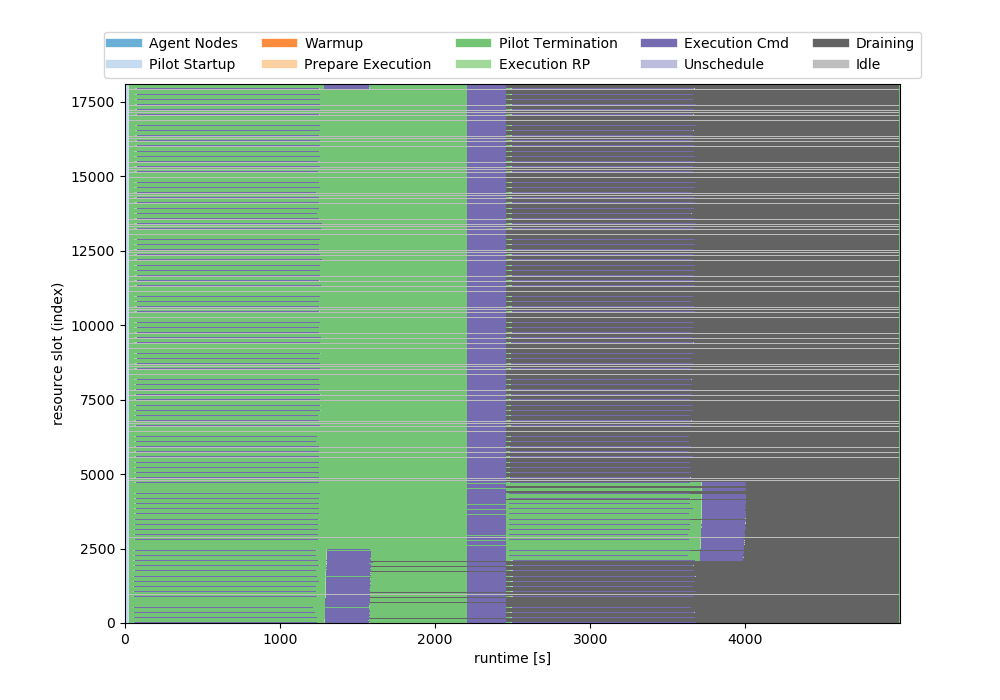 Agent Nodes Warmup Pilot Termination Execution Cmd Draining
Pilot Startup Prepare Execution Execution RP Unschedule Idle
17500
15000
12500
10000
7500
5000
2500
0
resource slot (index)
0 1000 2000 3000 4000
runtime [s]